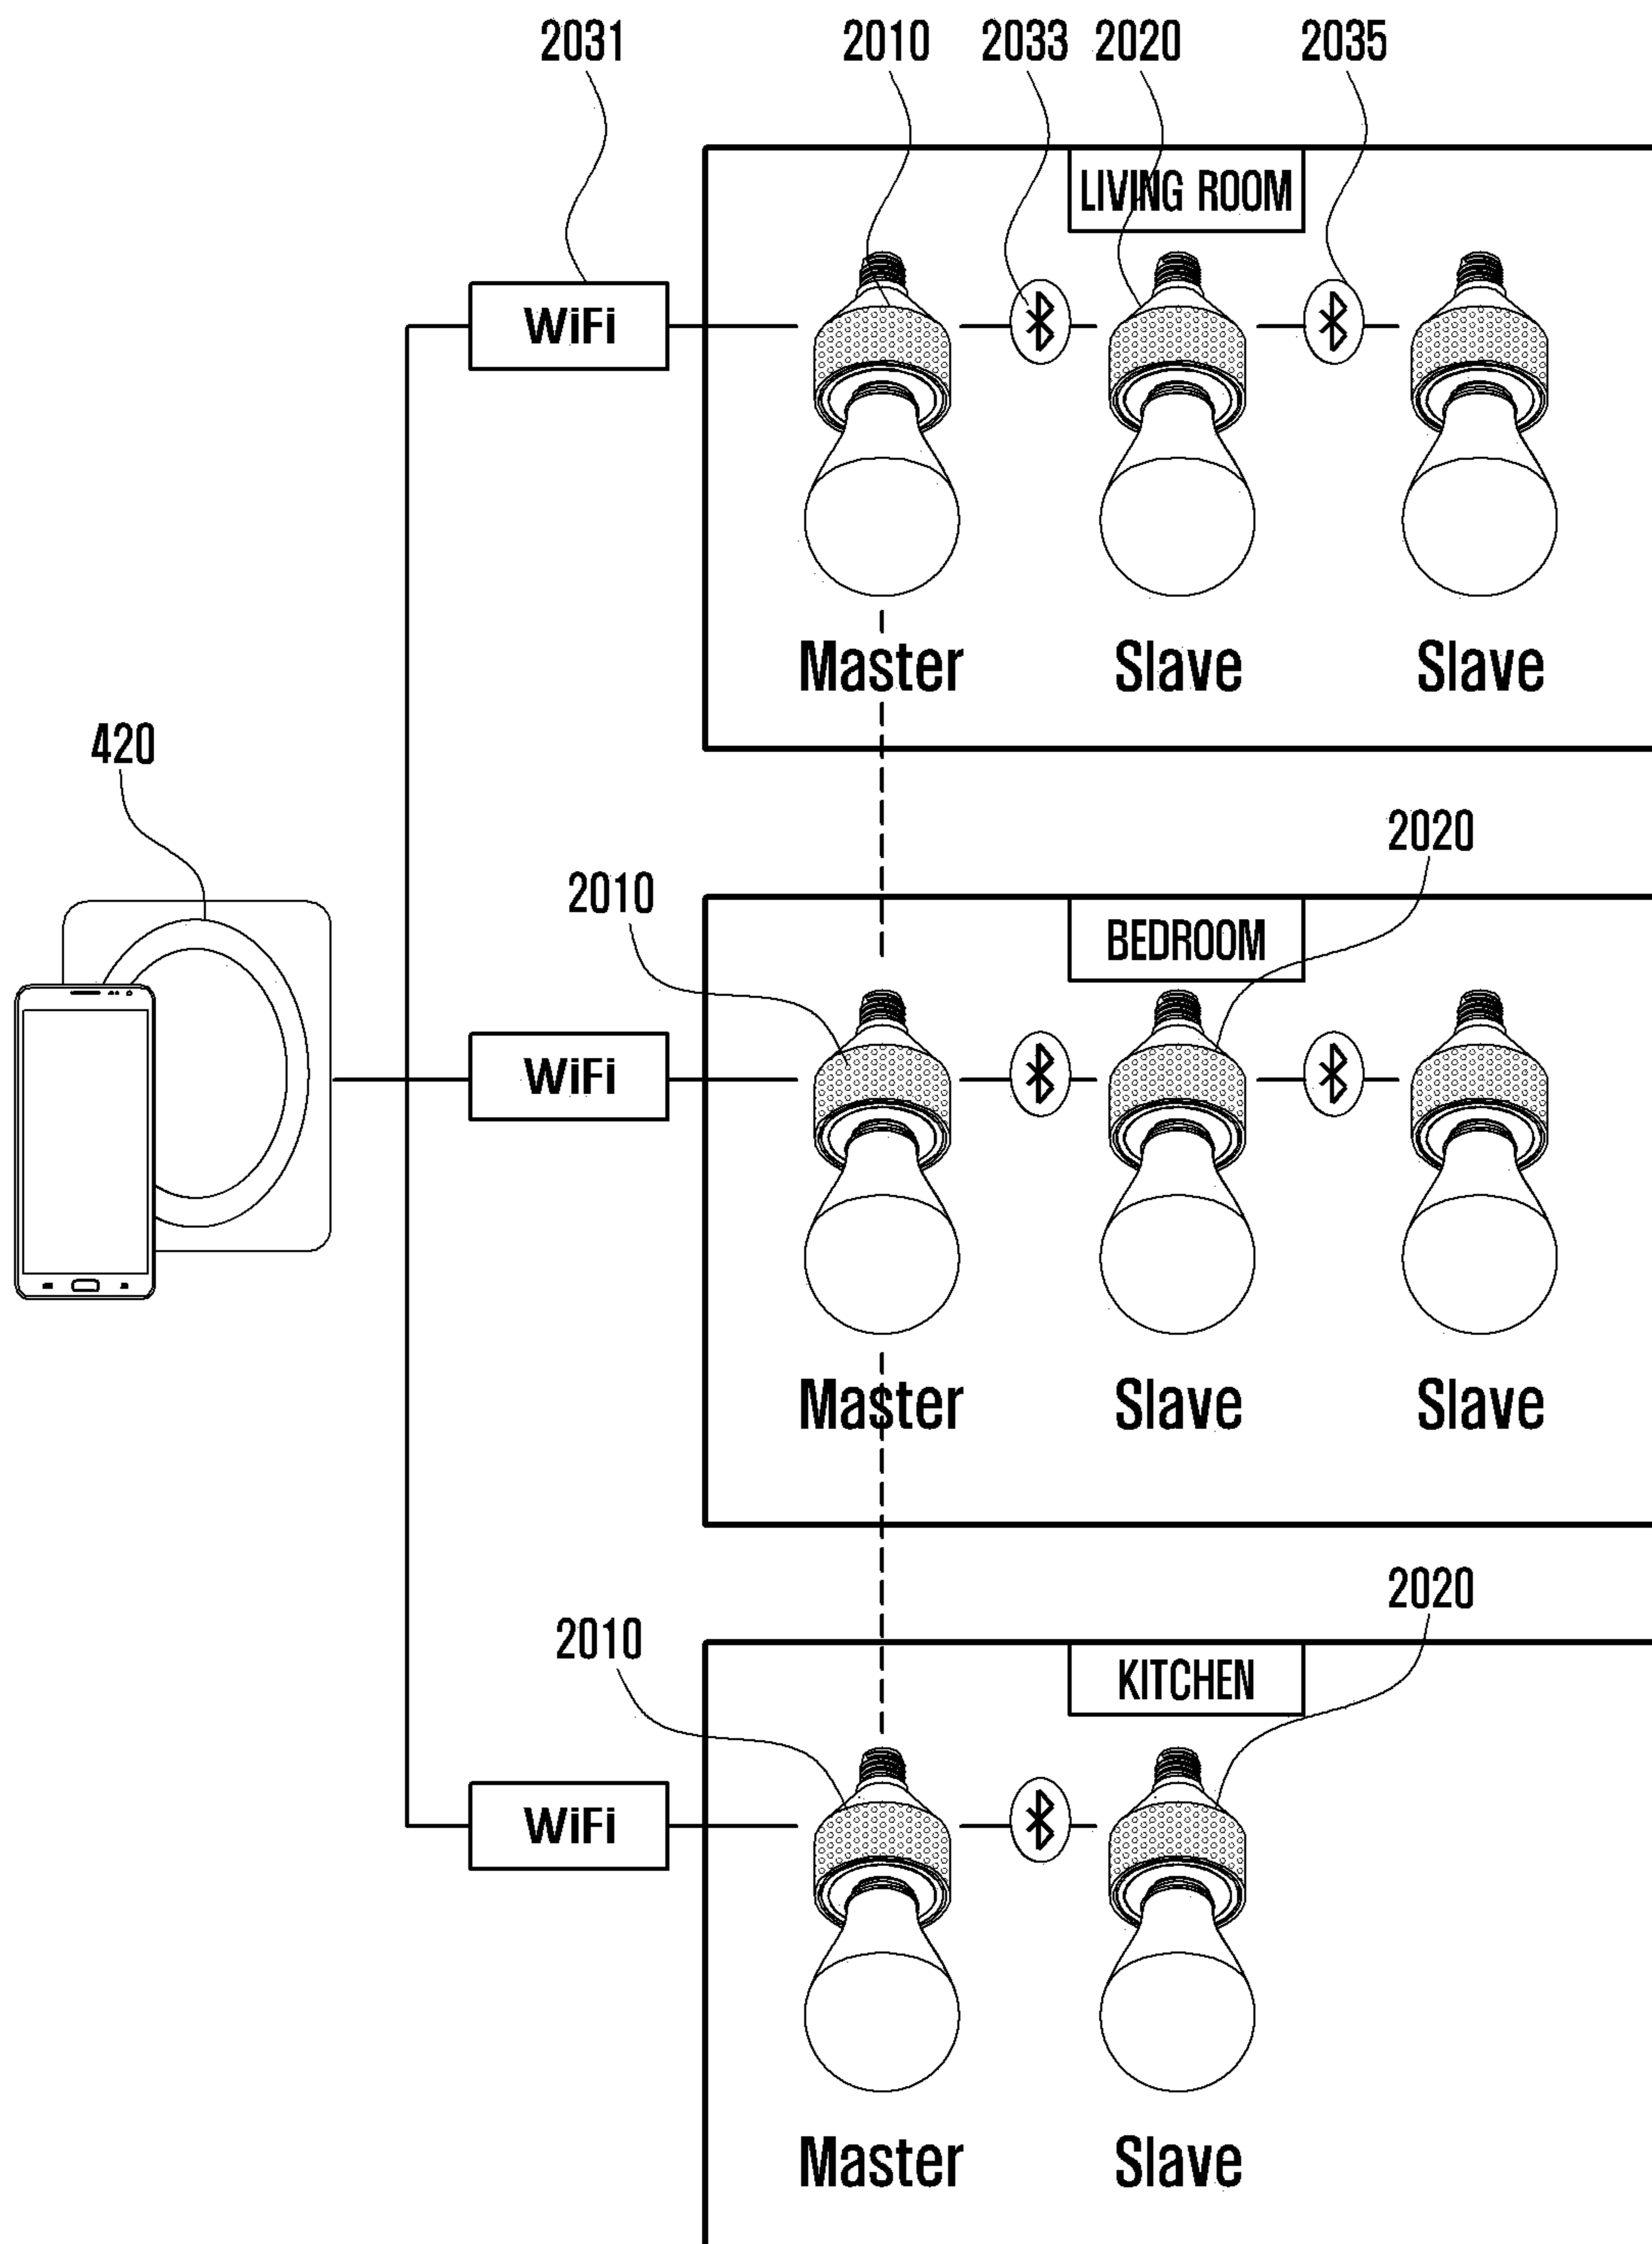 2031 2010 2033 2020 2035
LIVING ROOM
WiFi
Master Slave Slave
420
2020
2010
BEDROOM
WiFi
Master Slave Slave
2020
2010
KITCHEN
WiFi
Master Slave